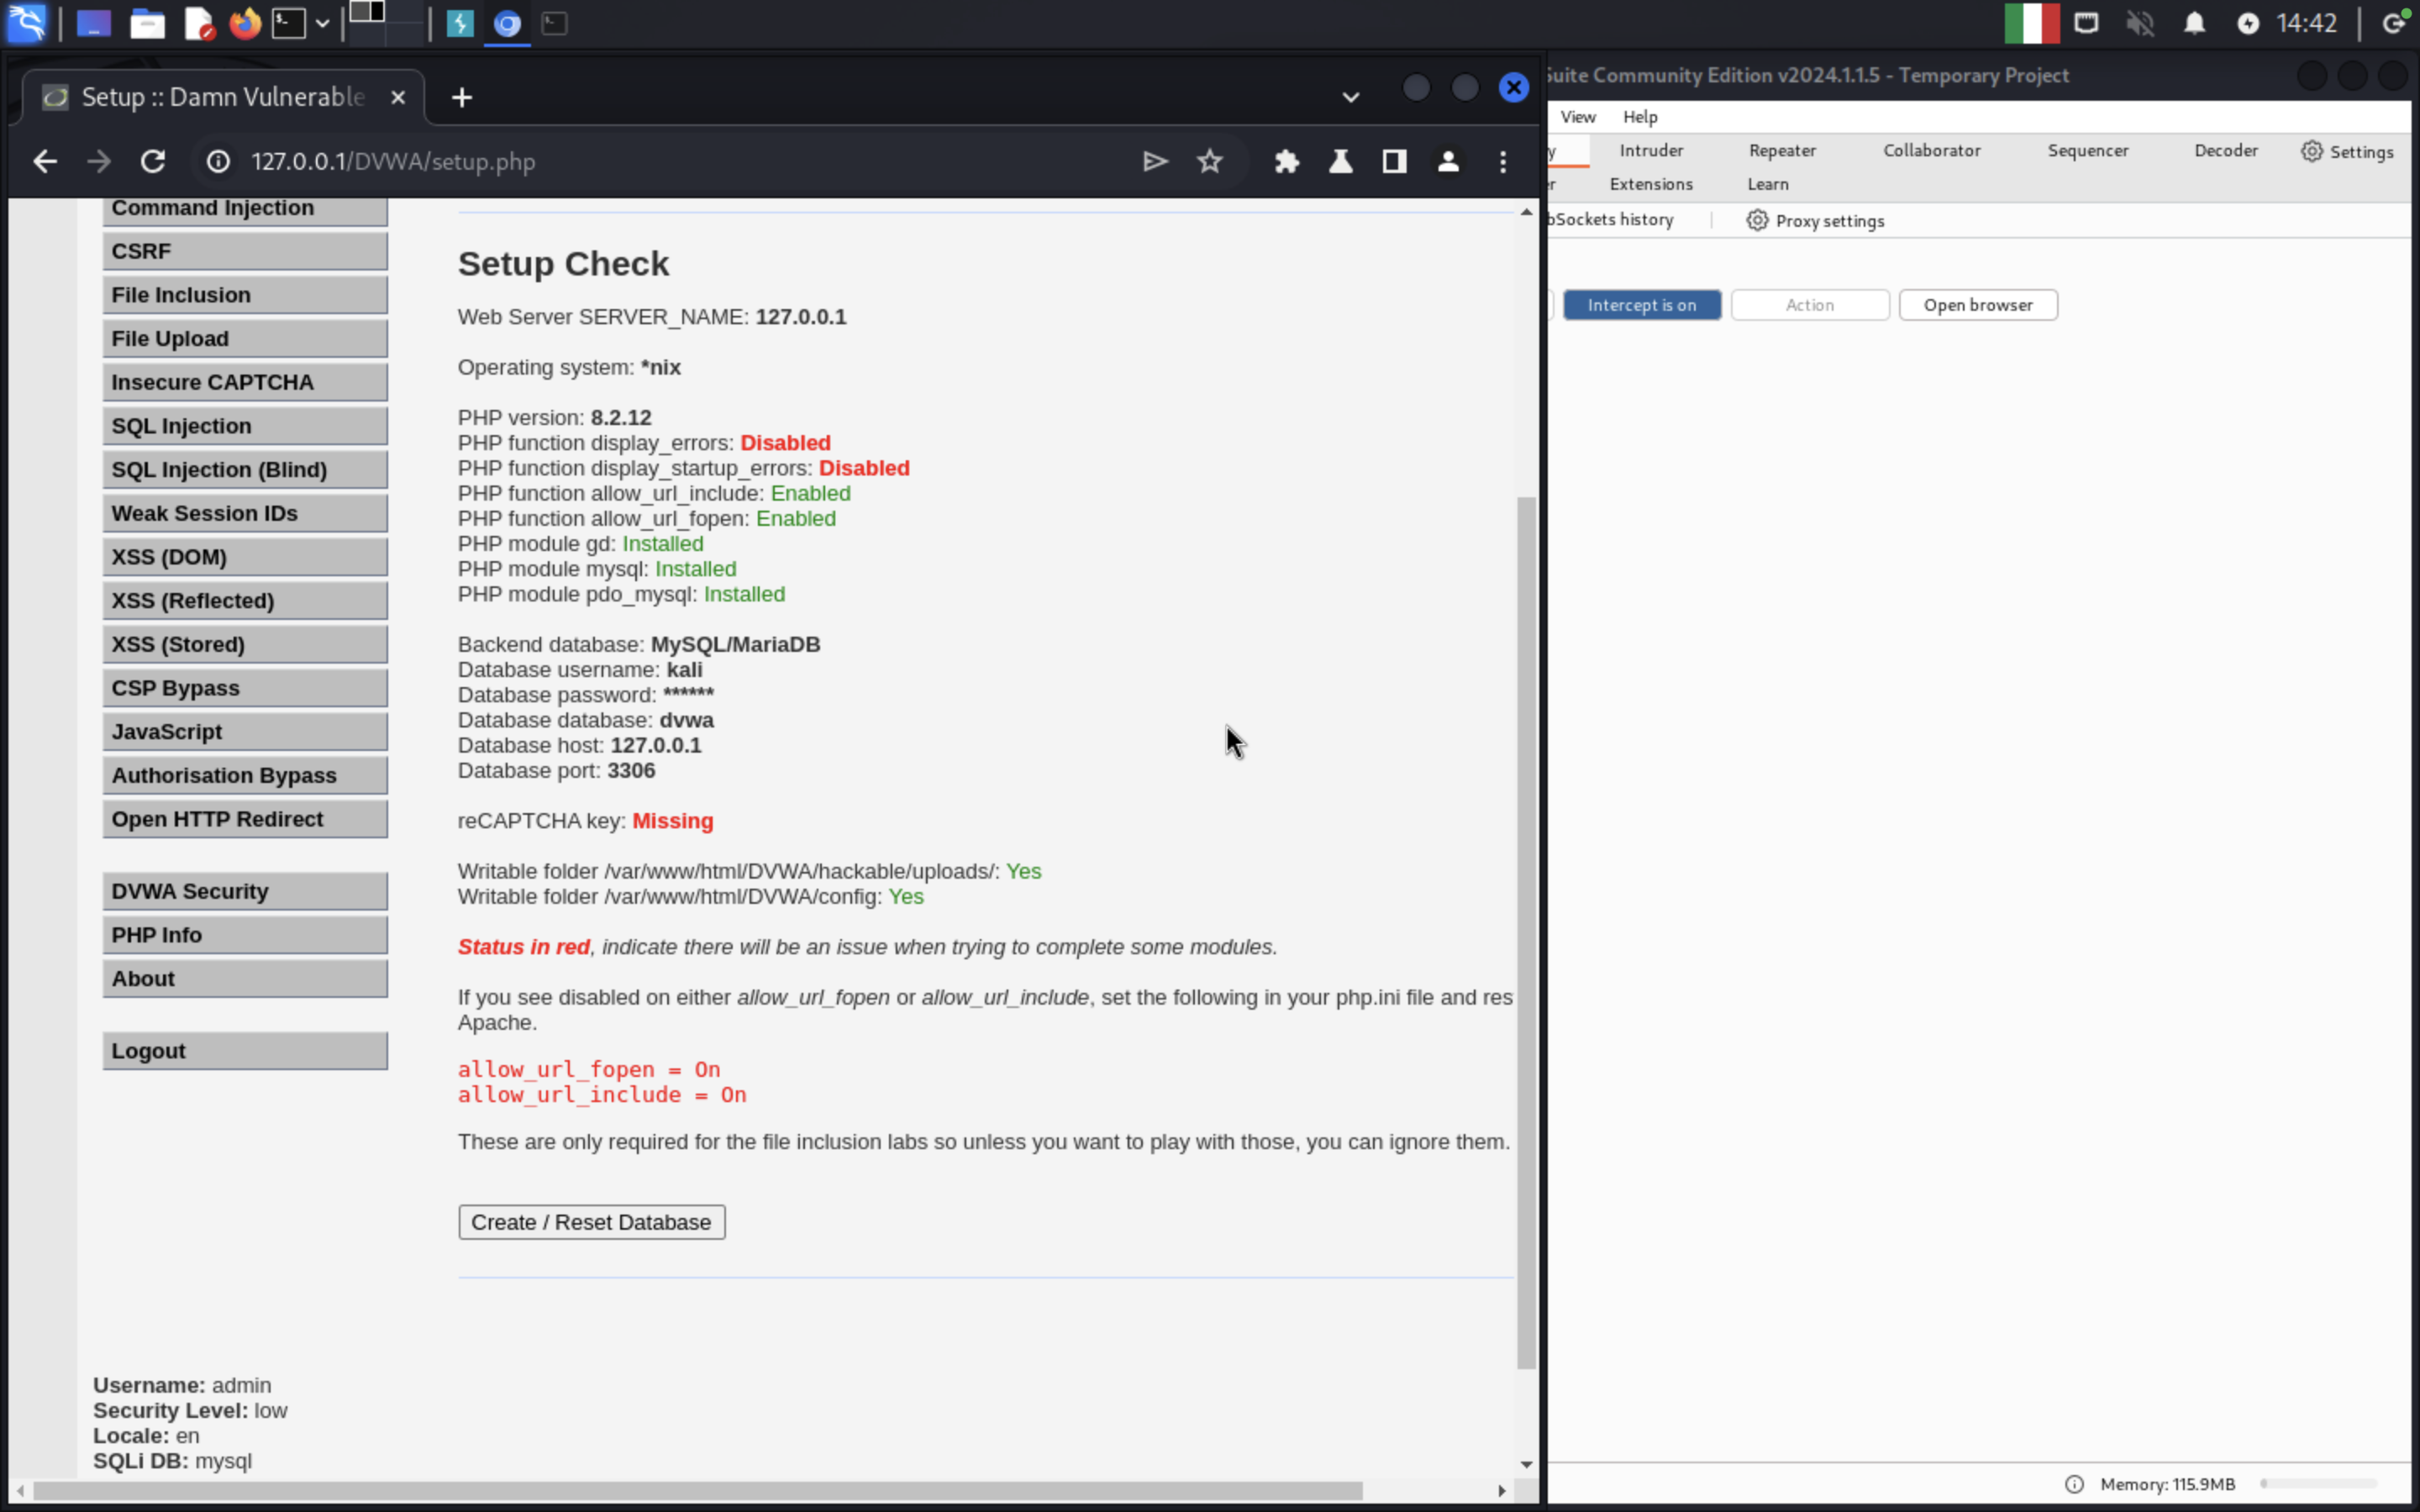 14:42
Setup :: Damn Vulnerable
Suite Community Edition v2024.1.1.5 - Temporary Project
127.0.0.1/DVWA/setup.php
View Help
Intruder Repeater Collaborator Sequencer Decoder Settings
Extensions Learn
bSockets history Proxy settings
Intercept is on Action Open browser
Command Injection
CSRF
File Inclusion
File Upload
Insecure CAPTCHA
SQL Injection
SQL Injection (Blind)
Weak Session IDs
XSS (DOM)
XSS (Reflected)
XSS (Stored)
CSP Bypass
JavaScript
Authorisation Bypass
Open HTTP Redirect
DVWA Security
PHP Info
About
Logout
Setup Check
Web Server SERVER_NAME: 127.0.0.1
Operating system: *nix
PHP version: 8.2.12
PHP function display_errors: Disabled
PHP function display_startup_errors: Disabled
PHP function allow_url_include: Enabled
PHP function allow_url_fopen: Enabled
PHP module gd: Installed
PHP module mysql: Installed
PHP module pdo_mysql: Installed
Backend database: MySQL/MariaDB
Database username: kali
Database password: ******
Database database: dvwa
Database host: 127.0.0.1
Database port: 3306
reCAPTCHA key: Missing
Writable folder /var/www/html/DVWA/hackable/uploads/: Yes
Writable folder /var/www/html/DVWA/config: Yes
Status in red, indicate there will be an issue when trying to complete some modules.
If you see disabled on either allow_url_fopen or allow_url_include, set the following in your php.ini file and res
Apache.
allow_url_fopen = On
allow_url_include = On
These are only required for the file inclusion labs so unless you want to play with those, you can ignore them.
Create / Reset Database
Username: admin
Security Level: low
Locale: en
SQLi DB: mysql
Memory: 115.9MB